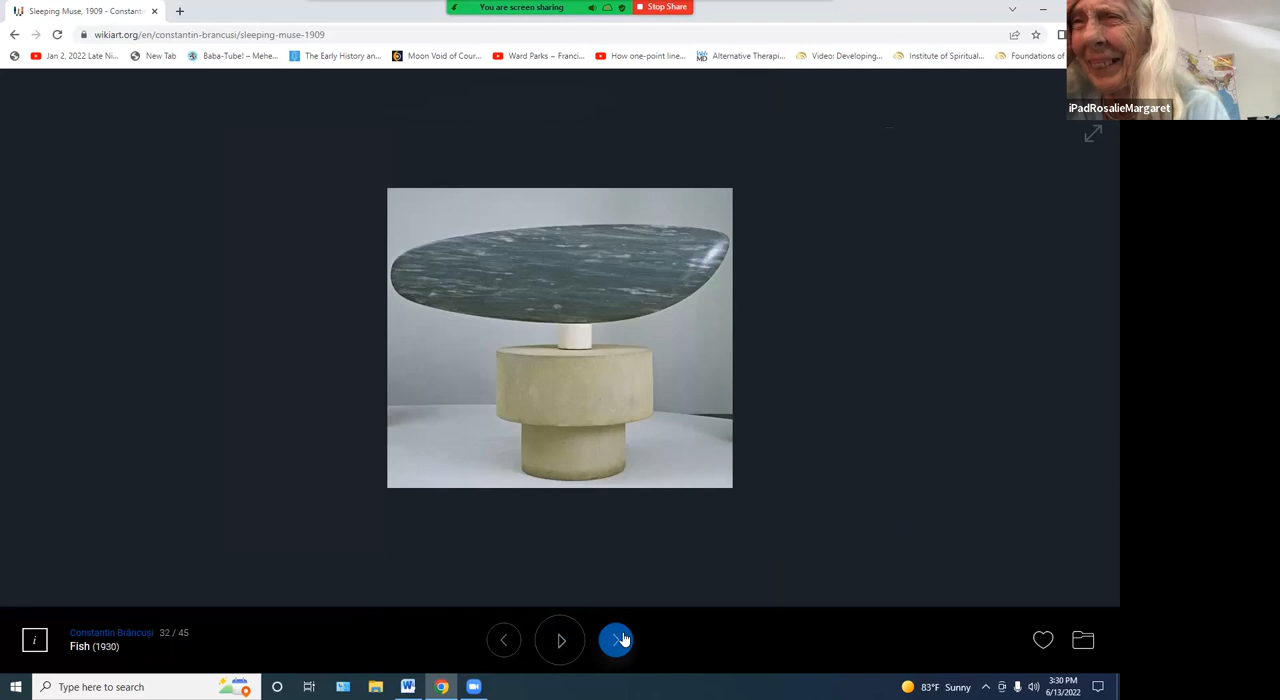 You are screen sharing
Stop Share
Sleeping Muse, 1909 - Constant
wikiart.org/en/constantin-brancusi/sleeping-muse-1909
Jan 2, 2022 Late Ni...
New Tab
Baba-Tube! – Mehe...
The Early History an...
Moon Void of Cour...
Ward Parks ~ Franci...
How one-point line...
Alternative Therapi...
Video: Developing...
Institute of Spiritual...
Foundations of
iPadRosalieMargaret
i
Constantin Brâncuși 32 / 45
Fish (1930)
Type here to search
83°F Sunny
3:30 PM
6/13/2022